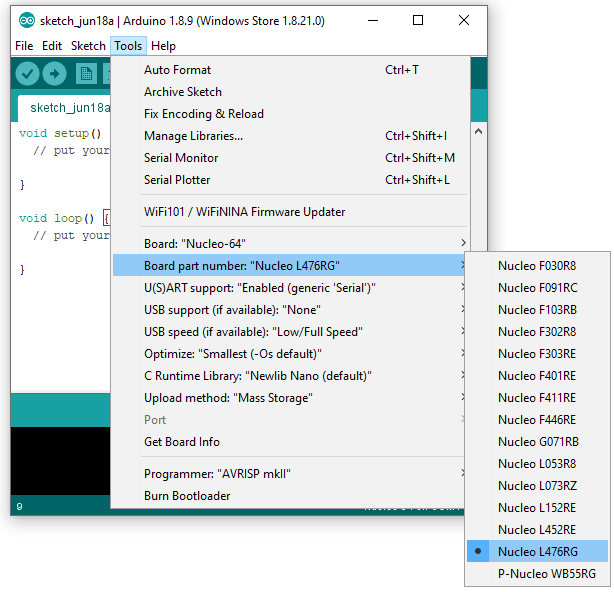 sketch_jun18a | Arduino 1.8.9 (Windows Store 1.8.21.0)
File Edit Sketch Tools Help
sketch_jun18a
void setup()
// put your
}
void loop() {
// put your
}
Auto Format Ctrl+T
Archive Sketch
Fix Encoding & Reload
Manage Libraries... Ctrl+Shift+I
Serial Monitor Ctrl+Shift+M
Serial Plotter Ctrl+Shift+L
WiFi101 / WiFiNINA Firmware Updater
Board: "Nucleo-64"
Board part number: "Nucleo L476RG"
U(S)ART support: "Enabled (generic 'Serial')"
USB support (if available): "None"
USB speed (if available): "Low/Full Speed"
Optimize: "Smallest (-Os default)"
C Runtime Library: "Newlib Nano (default)"
Upload method: "Mass Storage"
Port
Get Board Info
Programmer: "AVRISP mkII"
Burn Bootloader
Nucleo F030R8
Nucleo F091RC
Nucleo F103RB
Nucleo F302R8
Nucleo F303RE
Nucleo F401RE
Nucleo F411RE
Nucleo F446RE
Nucleo G071RB
Nucleo L053R8
Nucleo L073RZ
Nucleo L152RE
Nucleo L452RE
Nucleo L476RG
P-Nucleo WB55RG
9